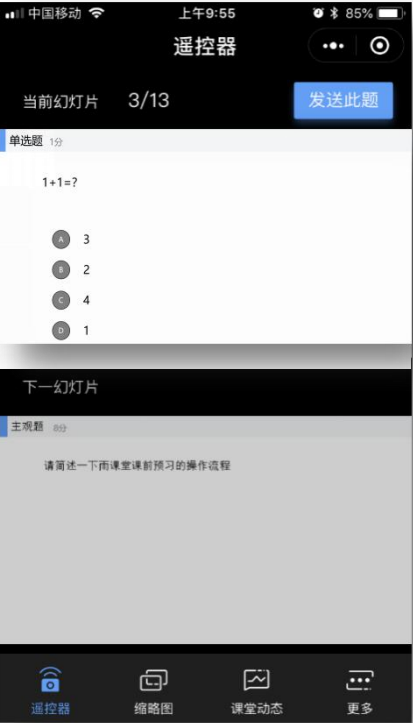 中国移动 上午9:55 85%
遥控器
当前幻灯片 3/13 发送此题
单选题 1分
1+1=?
A 3
B 2
C 4
D 1
下一幻灯片
主观题 8分
请简述一下雨课堂课前预习的操作流程
遥控器 缩略图 课堂动态 更多